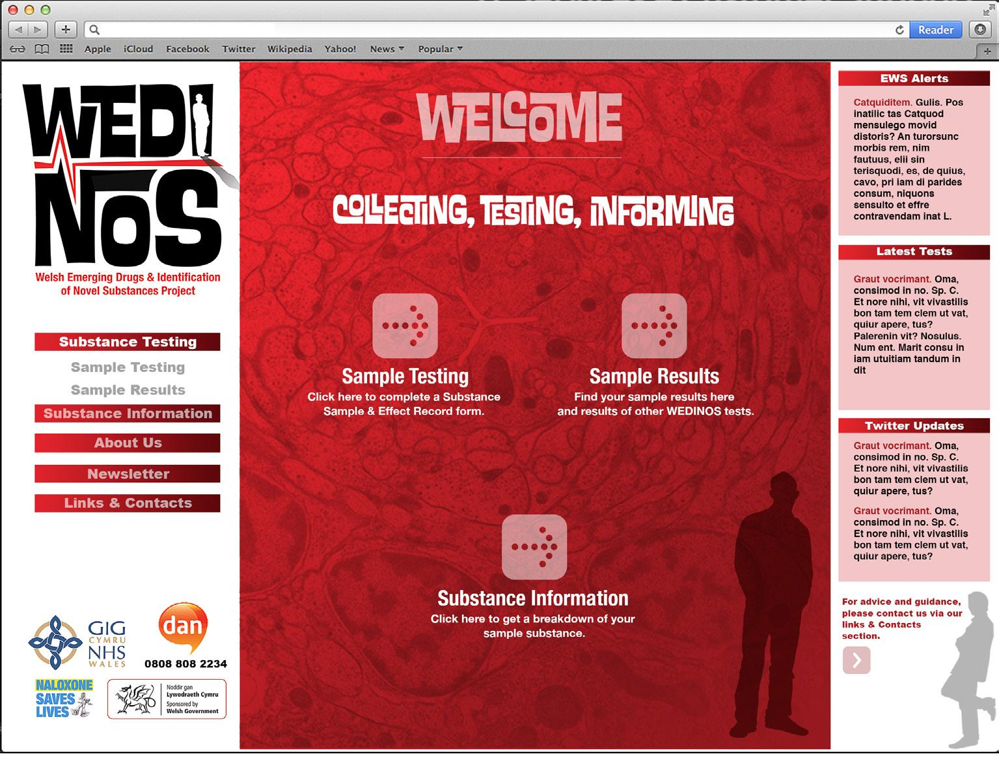 Reader
Apple iCloud Facebook Twitter Wikipedia Yahoo! News Popular
WEDI
NOS
Welsh Emerging Drugs & Identification
of Novel Substances Project
Substance Testing
Sample Testing
Sample Results
Substance Information
About Us
Newsletter
Links & Contacts
GIG
CYMRU
NHS
WALES
dan
0808 808 2234
NALOXONE
SAVES
LIVES
Noddir gan
Lywodraeth Cymru
Sponsored by
Welsh Government
WELCOME
COLLECTING, TESTING, INFORMING
Sample Testing
Click here to complete a Substance
Sample & Effect Record form.
Sample Results
Find your sample results here
and results of other WEDINOS tests.
Substance Information
Click here to get a breakdown of your
sample substance.
EWS Alerts
Catquiditem. Gulis. Pos
inatilic tas Catquod
mensulego movid
distoris? An turorsunc
morbis rem, nim
fautuus, elii sin
terisquodi, es, de quius,
cavo, pri iam di parides
consum, niquons
sensulto et effre
contravendam inat L.
Latest Tests
Graut vocrimant. Oma,
consimod in no. Sp. C.
Et nore nihi, vit vivastilis
bon tam tem clem ut vat,
quiur apere, tus?
Palerenin vit? Nosulus.
Num ent. Marit consu in
iam utuitiam tandum in
dit
Twitter Updates
Graut vocrimant. Oma,
consimod in no. Sp. C.
Et nore nihi, vit vivastilis
bon tam tem clem ut vat,
quiur apere, tus?
Graut vocrimant. Oma,
consimod in no. Sp. C.
Et nore nihi, vit vivastilis
bon tam tem clem ut vat,
quiur apere, tus?
For advice and guidance,
please contact us via our
links & Contacts
section.